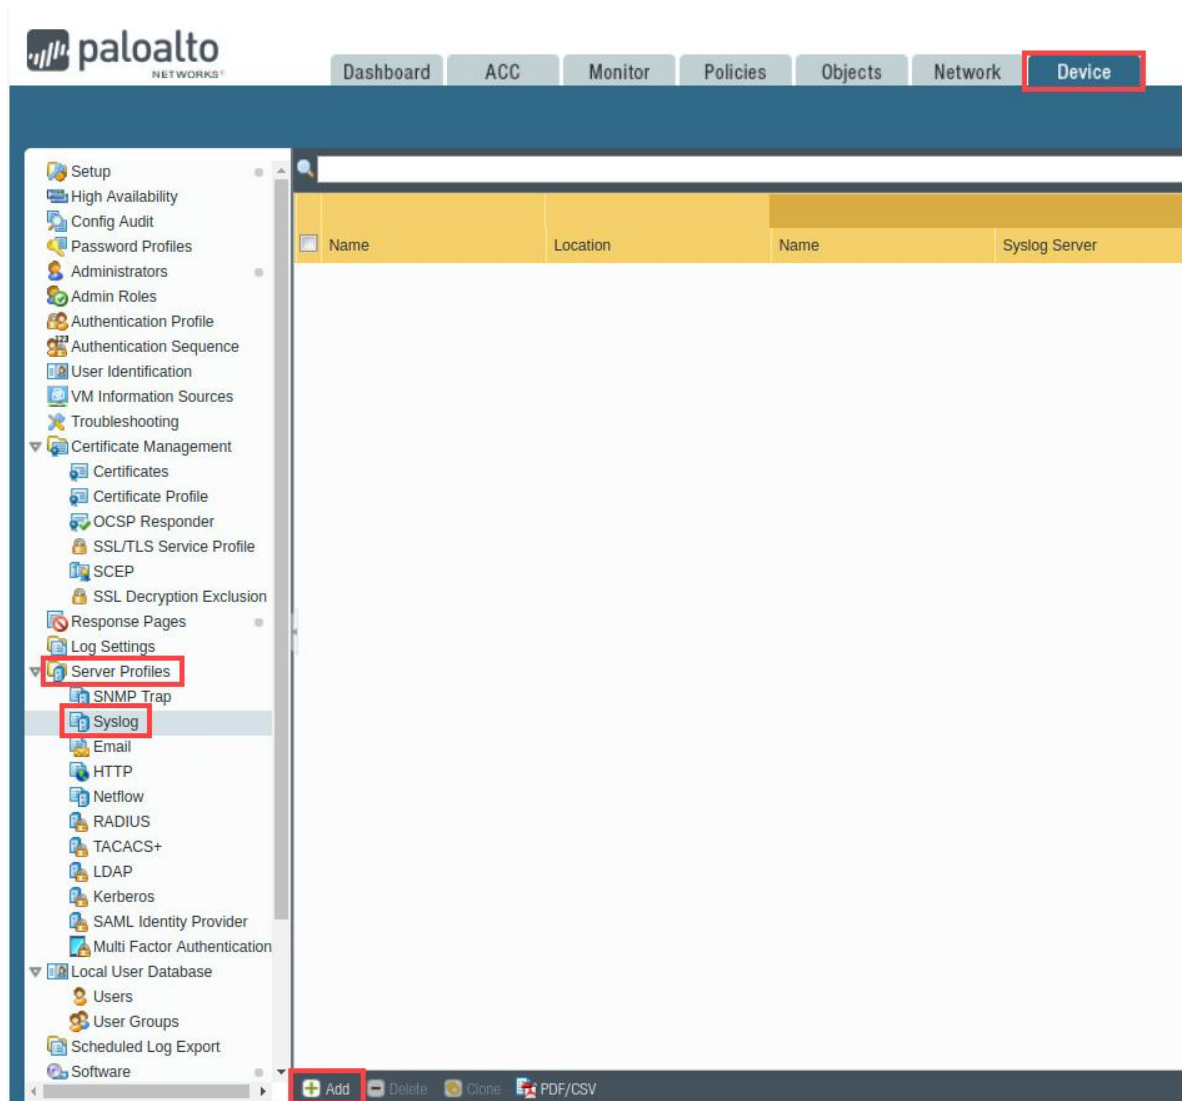 paloalto
NETWORKS
Dashboard ACC Monitor Policies Objects Network Device
Setup
High Availability
Config Audit
Password Profiles
Administrators
Admin Roles
Authentication Profile
123
Authentication Sequence
User Identification
VM Information Sources
Troubleshooting
Certificate Management
Certificates
Certificate Profile
OCSP Responder
SSL/TLS Service Profile
SCEP
SSL Decryption Exclusion
Response Pages
Log Settings
Server Profiles
SNMP Trap
Syslog
Email
HTTP
Netflow
RADIUS
TACACS+
LDAP
Kerberos
SAML Identity Provider
Multi Factor Authentication
Local User Database
Users
User Groups
Scheduled Log Export
Software
Name Location Name Syslog Server
Add Delete Clone PDF/CSV